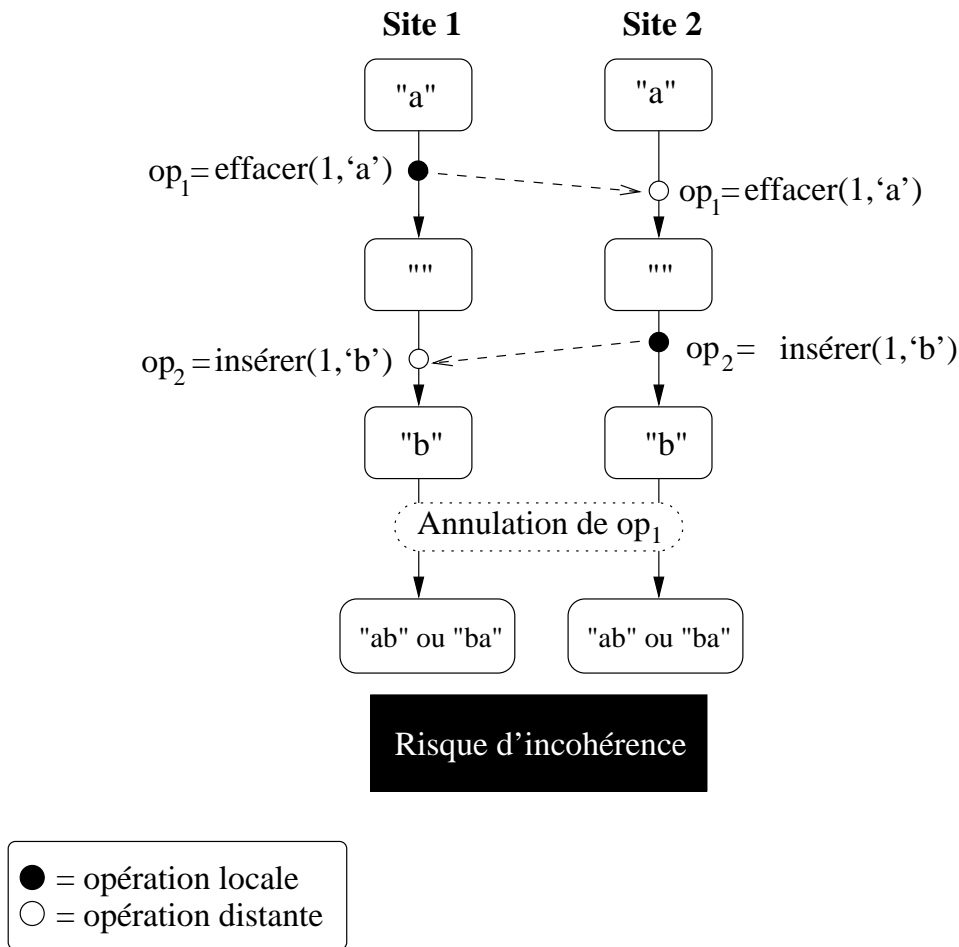 Site 1 Site 2
"a" "a"
op1= effacer(1,‘a’)
op1= effacer(1,‘a’)
"" ""
op2= insérer(1,‘b’) op2= insérer(1,‘b’)
"b" "b"
Annulation de op1
"ab" ou "ba" "ab" ou "ba"
Risque d’incohérence
= opération locale
= opération distante